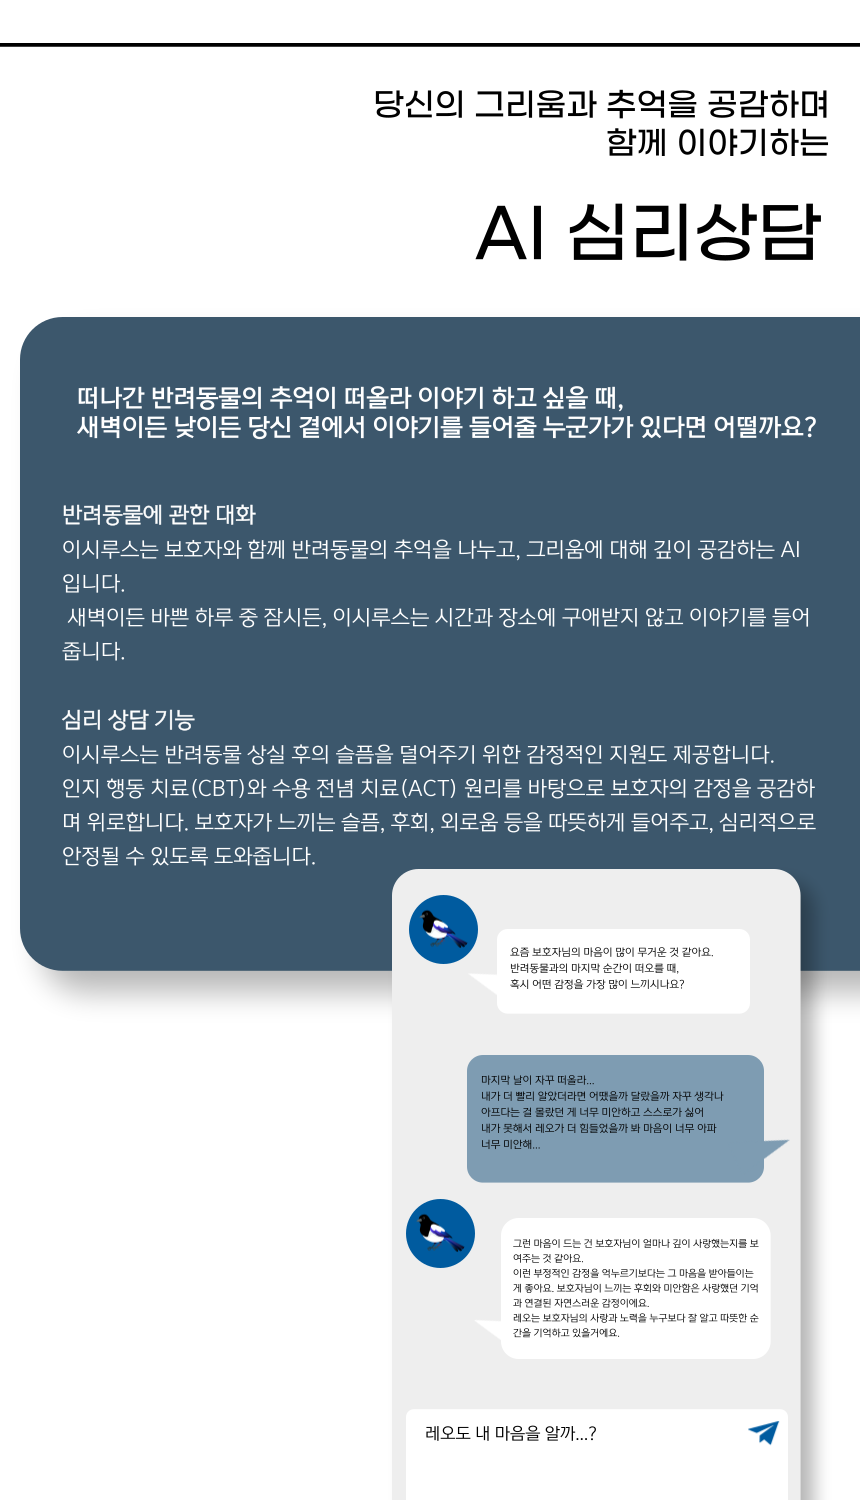 당신의 그리움과 추억을 공감하며
함께 이야기하는
AI 심리상담
떠나간 반려동물의 추억이 떠올라 이야기 하고 싶을 때,
새벽이든 낮이든 당신 곁에서 이야기를 들어줄 누군가가 있다면 어떨까요?
반려동물에 관한 대화
이시루스는 보호자와 함께 반려동물의 추억을 나누고, 그리움에 대해 깊이 공감하는 AI
입니다.
새벽이든 바쁜 하루 중 잠시든, 이시루스는 시간과 장소에 구애받지 않고 이야기를 들어
줍니다.
심리 상담 기능
이시루스는 반려동물 상실 후의 슬픔을 덜어주기 위한 감정적인 지원도 제공합니다.
인지 행동 치료(CBT)와 수용 전념 치료(ACT) 원리를 바탕으로 보호자의 감정을 공감하
며 위로합니다. 보호자가 느끼는 슬픔, 후회, 외로움 등을 따뜻하게 들어주고, 심리적으로
안정될 수 있도록 도와줍니다.
요즘 보호자님의 마음이 많이 무거운 것 같아요.
반려동물과의 마지막 순간이 떠오를 때,
혹시 어떤 감정을 가장 많이 느끼시나요?
마지막 날이 자꾸 떠올라...
내가 더 빨리 알았더라면 어땠을까 달랐을까 자꾸 생각나
아프다는 걸 몰랐던 게 너무 미안하고 스스로가 싫어
내가 못해서 레오가 더 힘들었을까 봐 마음이 너무 아파
너무 미안해...
그런 마음이 드는 건 보호자님이 얼마나 깊이 사랑했는지를 보
여주는 것 같아요.
이런 부정적인 감정을 억누르기보다는 그 마음을 받아들이는
게 좋아요. 보호자님이 느끼는 후회와 미안함은 사랑했던 기억
과 연결된 자연스러운 감정이에요.
레오는 보호자님의 사랑과 노력을 누구보다 잘 알고 따뜻한 순
간을 기억하고 있을거에요.
레오도 내 마음을 알까...?